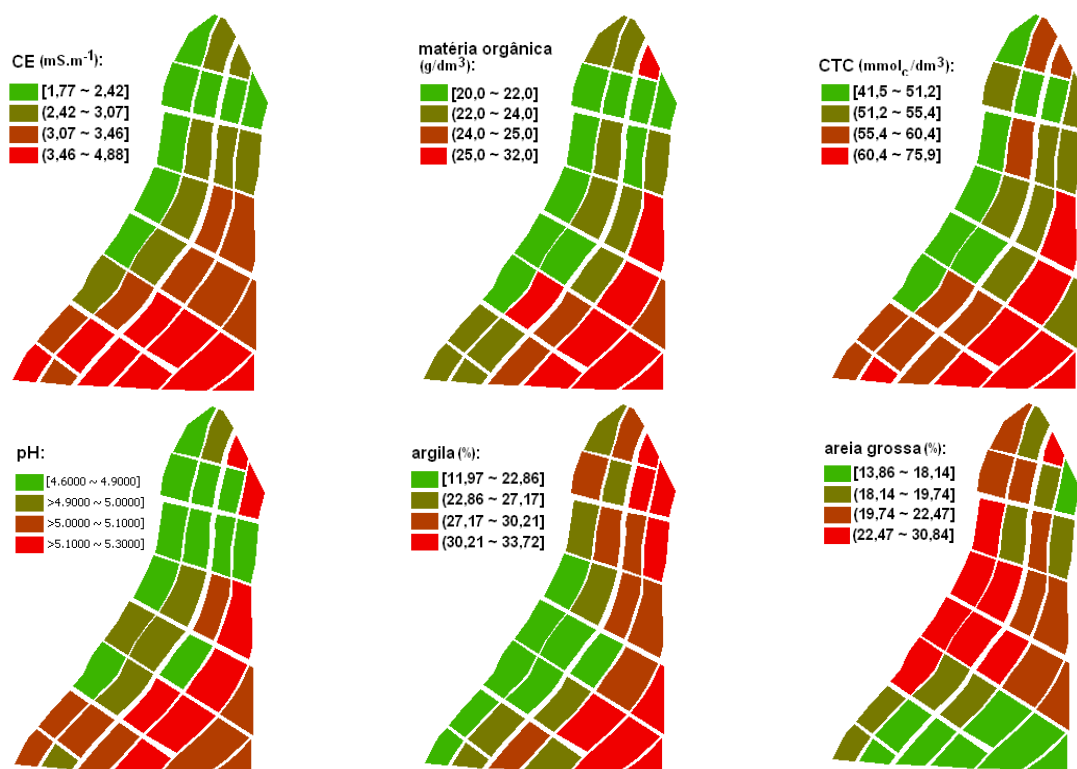 CE (mS.m-1):
[1,77 ~ 2,42]
(2,42 ~ 3,07]
(3,07 ~ 3,46]
(3,46 ~ 4,88]
matéria orgânica
(g/dm3):
[20,0 ~ 22,0]
(22,0 ~ 24,0]
(24,0 ~ 25,0]
(25,0 ~ 32,0]
CTC (mmolc/dm3):
[41,5 ~ 51,2]
(51,2 ~ 55,4]
(55,4 ~ 60,4]
(60,4 ~ 75,9]
pH:
[4.6000 ~ 4.9000]
>4.9000 ~ 5.0000]
>5.0000 ~ 5.1000]
>5.1000 ~ 5.3000]
argila (%):
[11,97 ~ 22,86]
(22,86 ~ 27,17]
(27,17 ~ 30,21]
(30,21 ~ 33,72]
areia grossa (%):
[13,86 ~ 18,14]
(18,14 ~ 19,74]
(19,74 ~ 22,47]
(22,47 ~ 30,84]